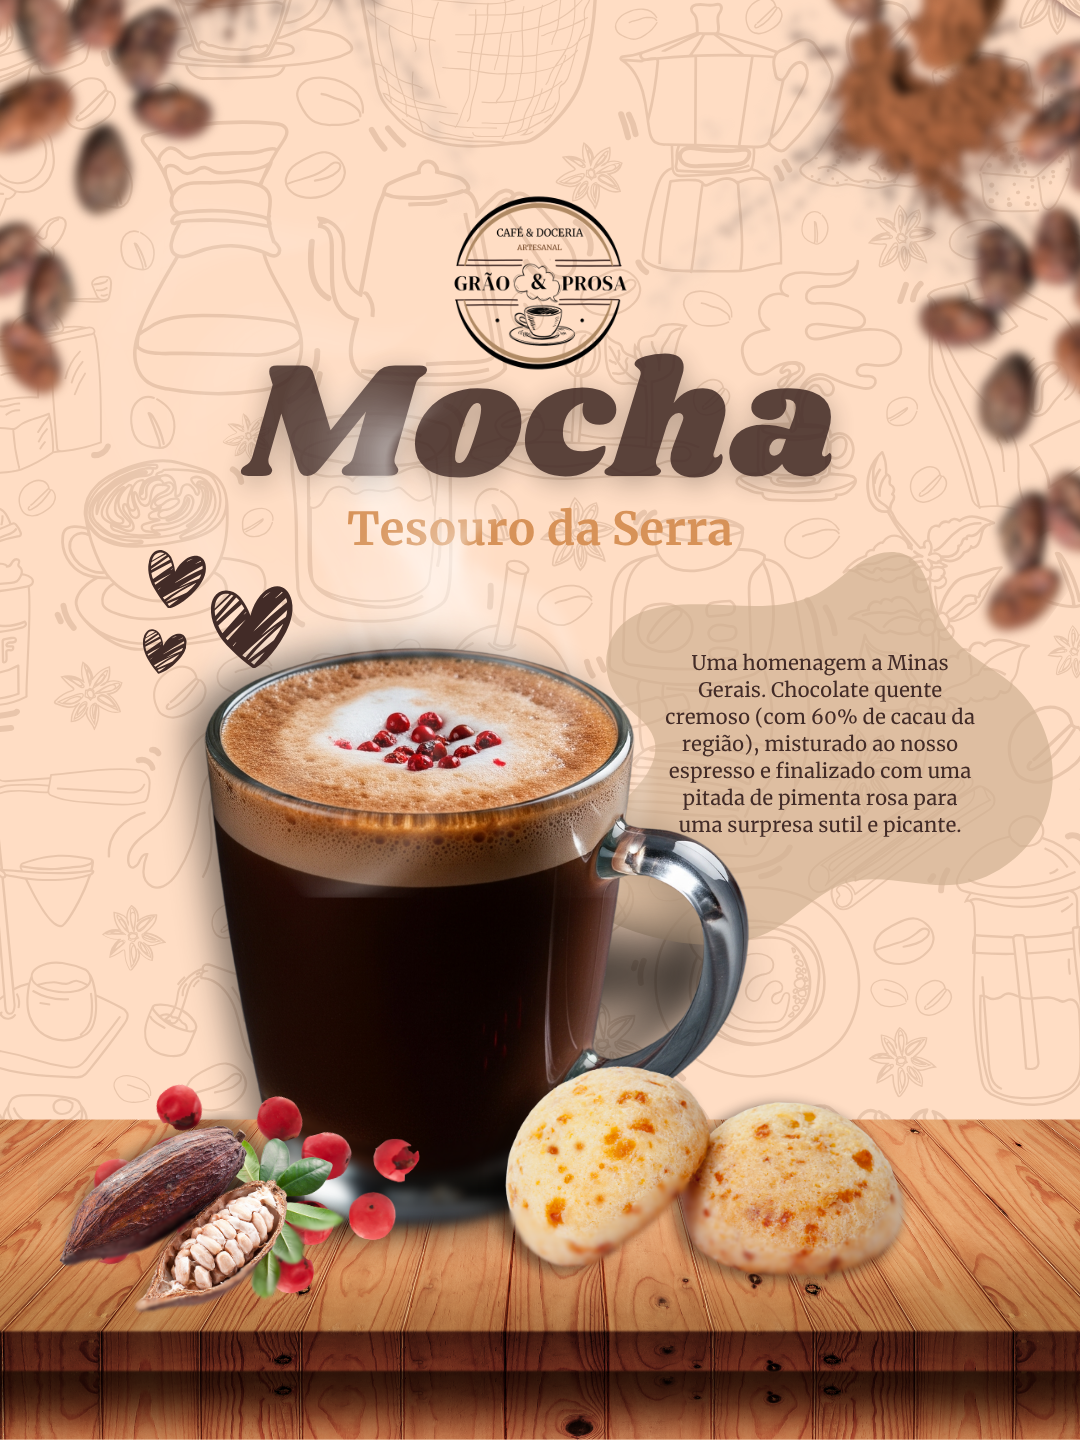 CAFÉ & DOCERIA
ARTESANAL
GRÃO & PROSA
Mocha
Tesouro da Serra
Uma homenagem a Minas
Gerais. Chocolate quente
cremoso (com 60% de cacau da
região), misturado ao nosso
espresso e finalizado com uma
pitada de pimenta rosa para
uma surpresa sutil e picante.